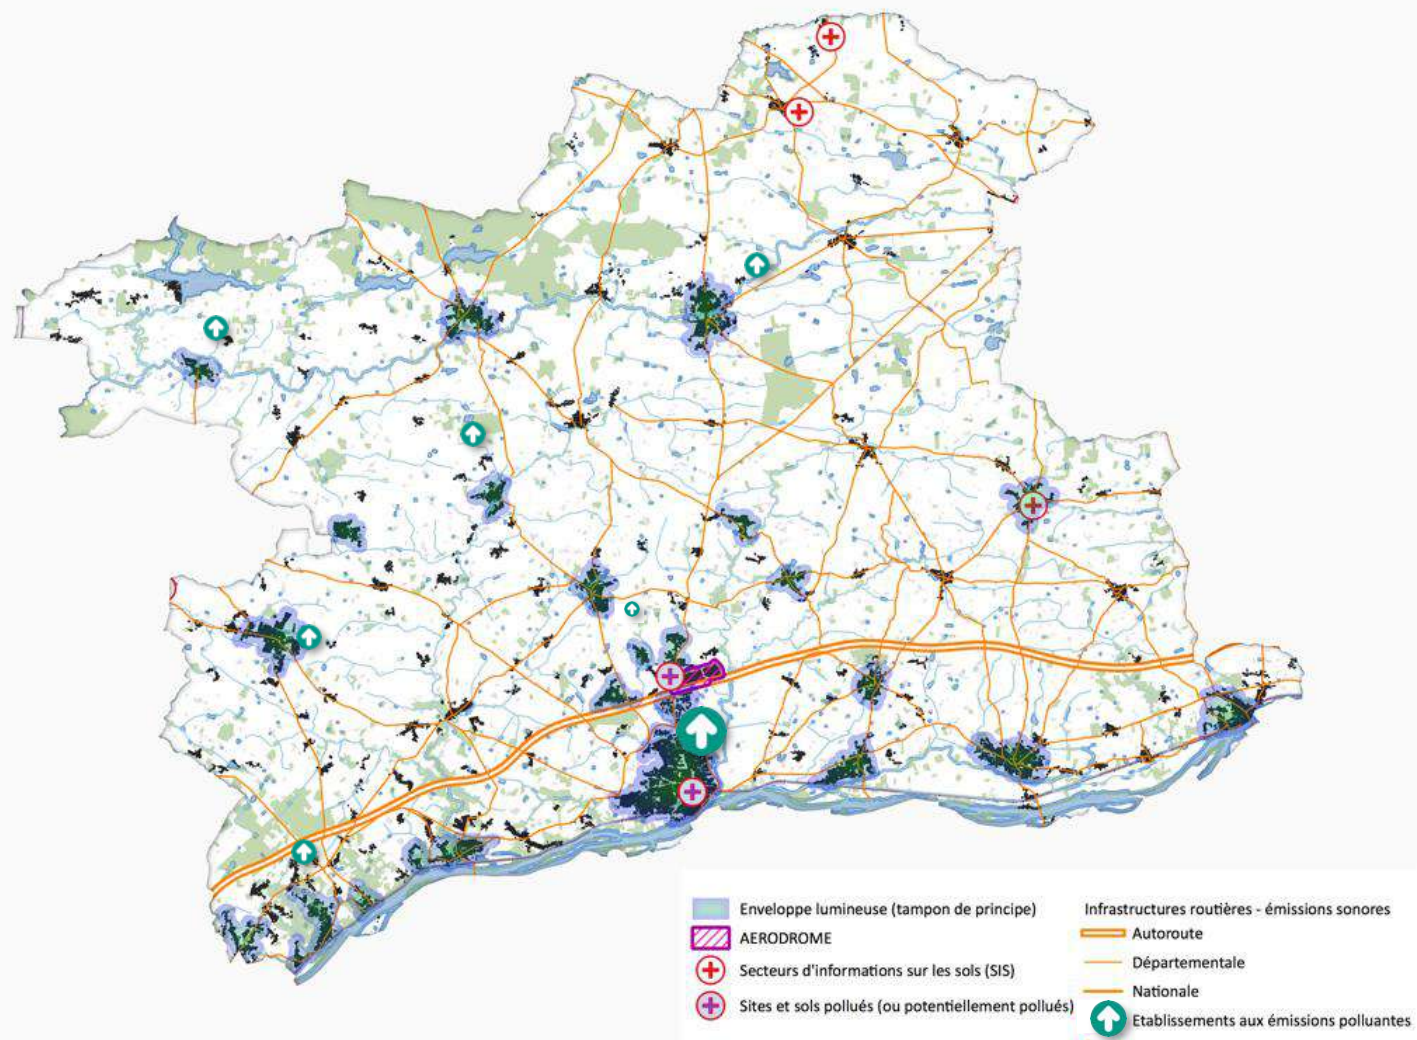 Enveloppe lumineuse (tampon de principe)
AERODROME
Secteurs d'informations sur les sols (SIS)
Sites et sols pollués (ou potentiellement pollués)
Infrastructures routières - émissions sonores
Autoroute
Départementale
Nationale
Etablissements aux émissions polluantes